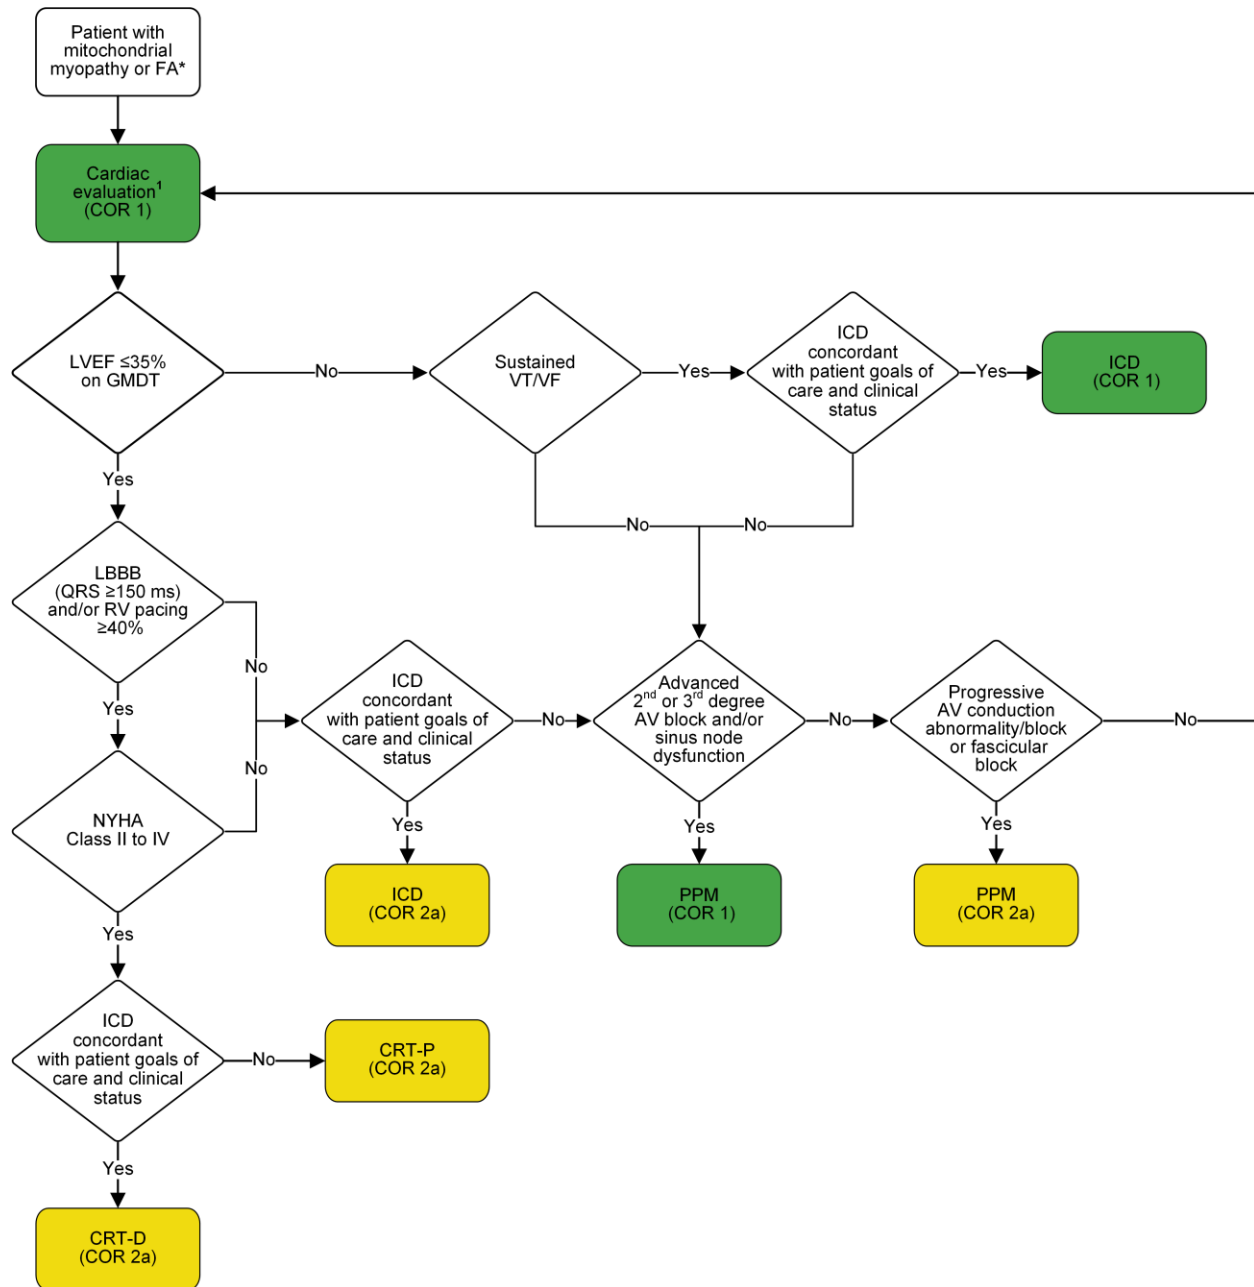 Patient with
mitochondrial
myopathy or FA*
Cardiac
evaluation¹
(COR 1)
LVEF ≤35%
on GMDT
No
Sustained
VT/VF
Yes
ICD
concordant
with patient goals of
care and clinical
status
Yes
ICD
(COR 1)
Yes
No
No
LBBB
(QRS ≥150 ms)
and/or RV pacing
≥40%
No
Yes
ICD
concordant
with patient goals of
care and clinical
status
No
Advanced
2nd or 3rd degree
AV block and/or
sinus node
dysfunction
No
Progressive
AV conduction
abnormality/block
or fascicular
block
No
No
NYHA
Class II to IV
Yes
Yes
Yes
ICD
(COR 2a)
PPM
(COR 1)
PPM
(COR 2a)
Yes
ICD
concordant
with patient goals of
care and clinical
status
No
CRT-P
(COR 2a)
Yes
CRT-D
(COR 2a)